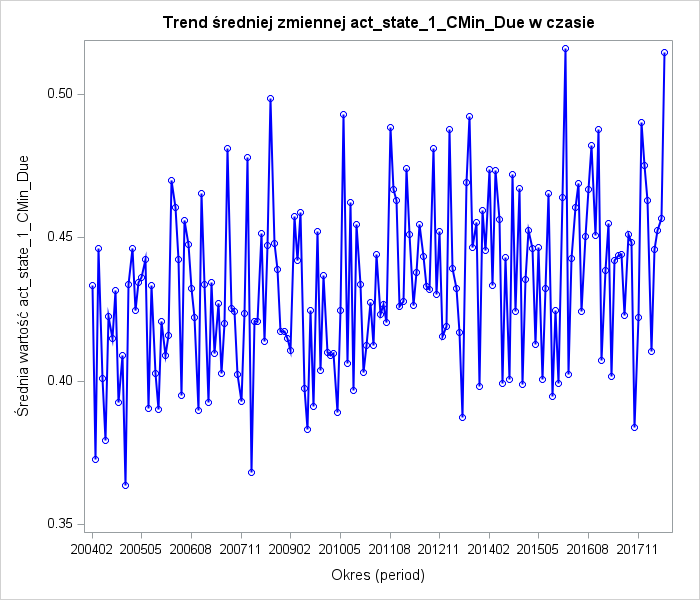 Trend średniej zmiennej act_state_1_CMin_Due w czasie
Średnia wartość act_state_1_CMin_Due
0.50
0.45
0.40
0.35
200402 200505 200608 200711 200902 201005 201108 201211 201402 201505 201608 201711
Okres (period)